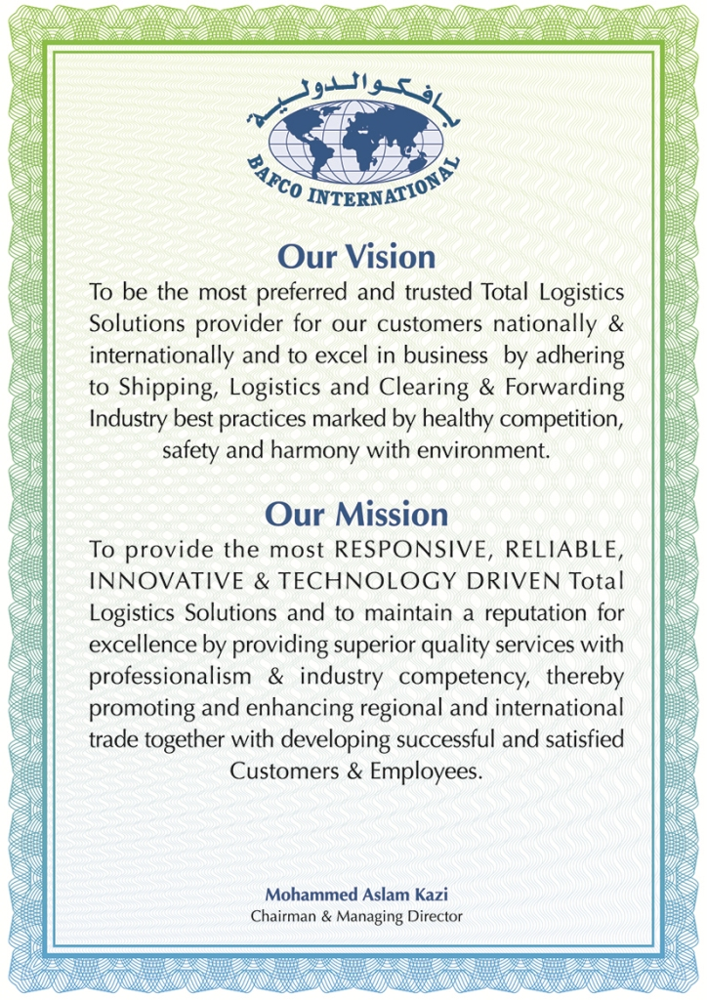 بافكو الدولية
BAFCO INTERNATIONAL
Our Vision
To be the most preferred and trusted Total Logistics
Solutions provider for our customers nationally &
internationally and to excel in business by adhering
to Shipping, Logistics and Clearing & Forwarding
Industry best practices marked by healthy competition,
safety and harmony with environment.
Our Mission
To provide the most RESPONSIVE, RELIABLE,
INNOVATIVE & TECHNOLOGY DRIVEN Total
Logistics Solutions and to maintain a reputation for
excellence by providing superior quality services with
professionalism & industry competency, thereby
promoting and enhancing regional and international
trade together with developing successful and satisfied
Customers & Employees.
Mohammed Aslam Kazi
Chairman & Managing Director